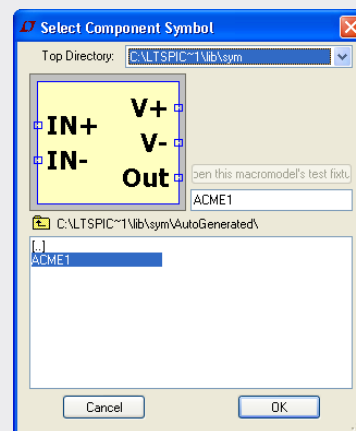 Select Component Symbol
Top Directory: C:\LTSPIC~1\lib\sym
V+
IN+
V-
IN-
Out
pen this macromodel's test fixtu
ACME1
C:\LTSPIC~1\lib\sym\AutoGenerated\
[..]
ACME1
Cancel OK